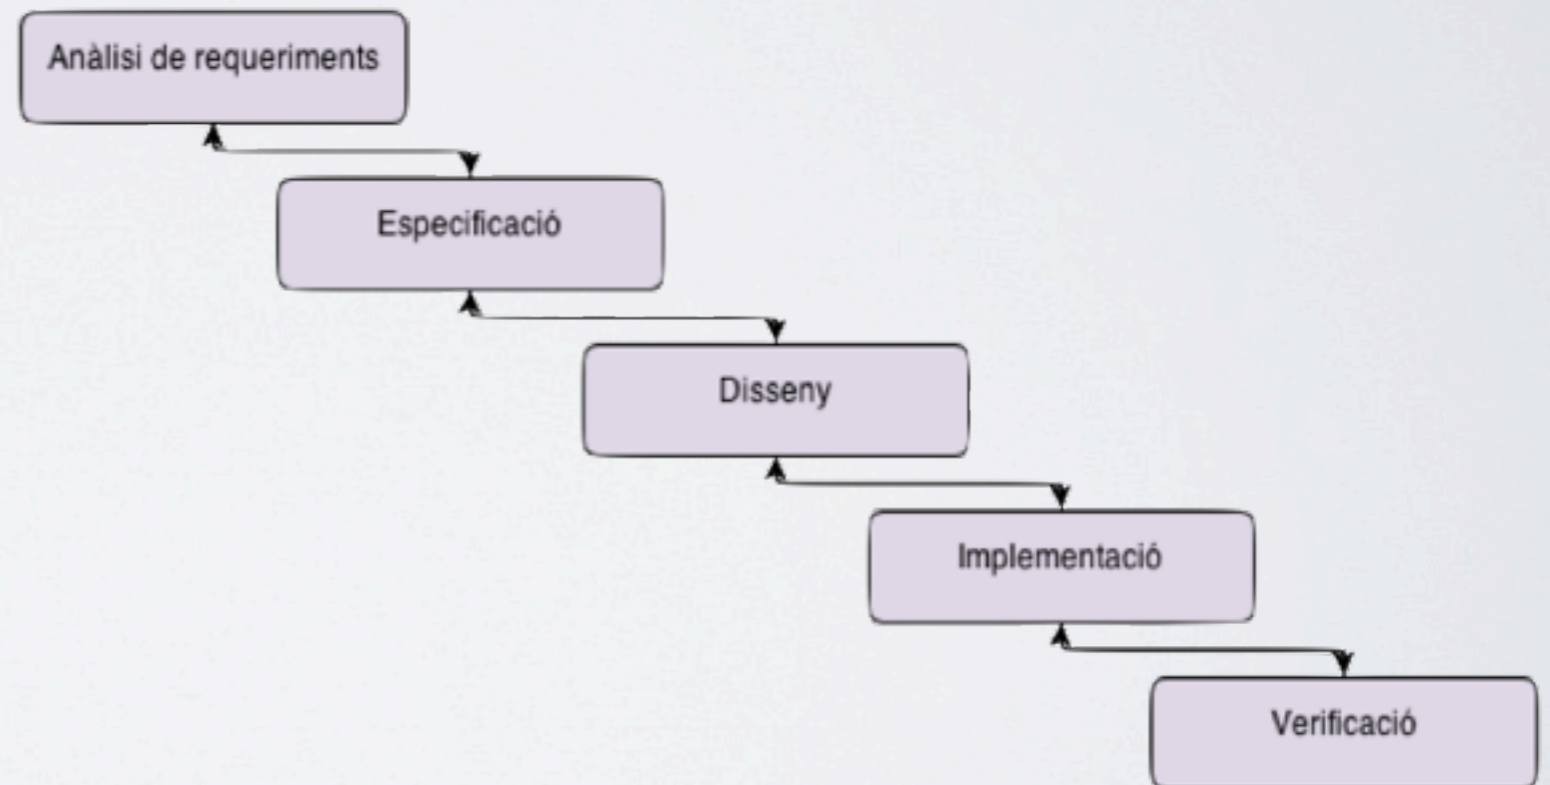 Anàlisi de requeriments
Especificació
Disseny
Implementació
Verificació